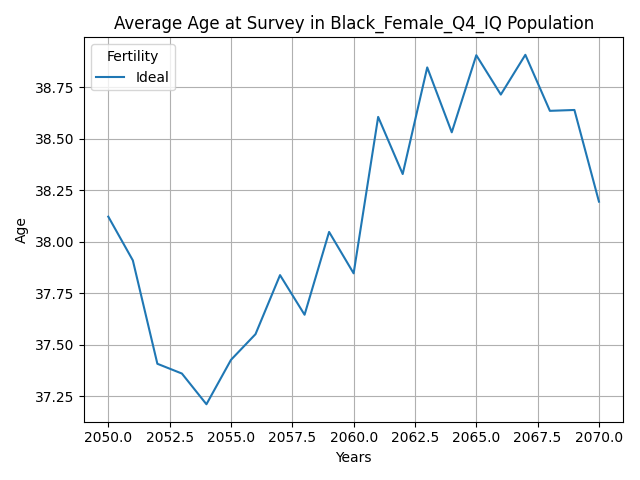 Average Age at Survey in Black_Female_Q4_IQ Population
Fertility
Ideal
38.75
38.50
38.25
38.00
37.75
37.50
37.25
Age
2050.0 2052.5 2055.0 2057.5 2060.0 2062.5 2065.0 2067.5 2070.0
Years